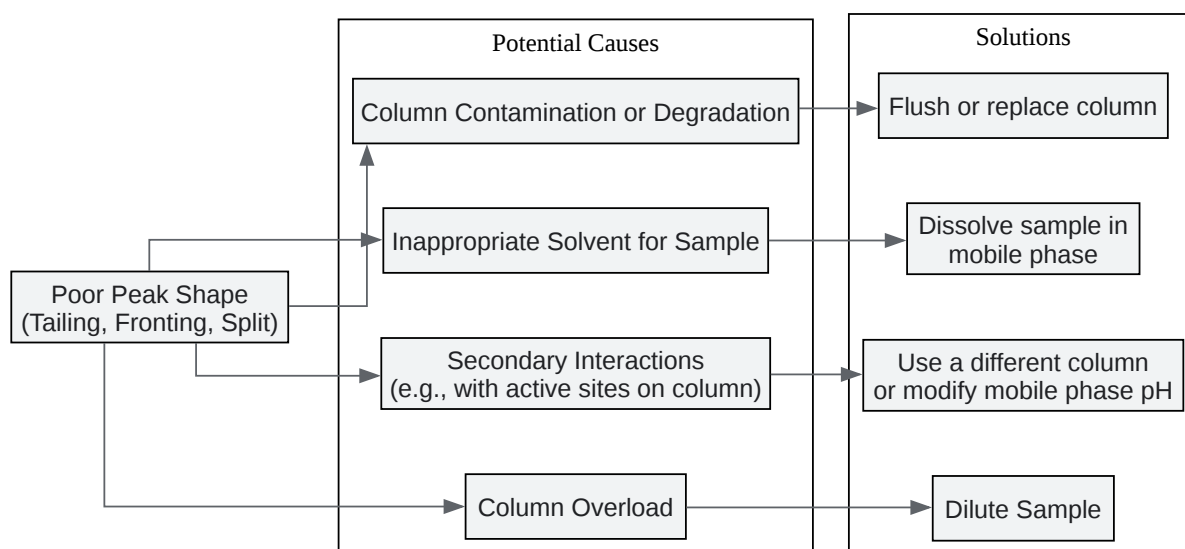 Potential Causes
Solutions
Column Contamination or Degradation
Flush or replace column
Inappropriate Solvent for Sample
Dissolve sample in
mobile phase
Poor Peak Shape
(Tailing, Fronting, Split)
Secondary Interactions
(e.g., with active sites on column)
Use a different column
or modify mobile phase pH
Column Overload
Dilute Sample